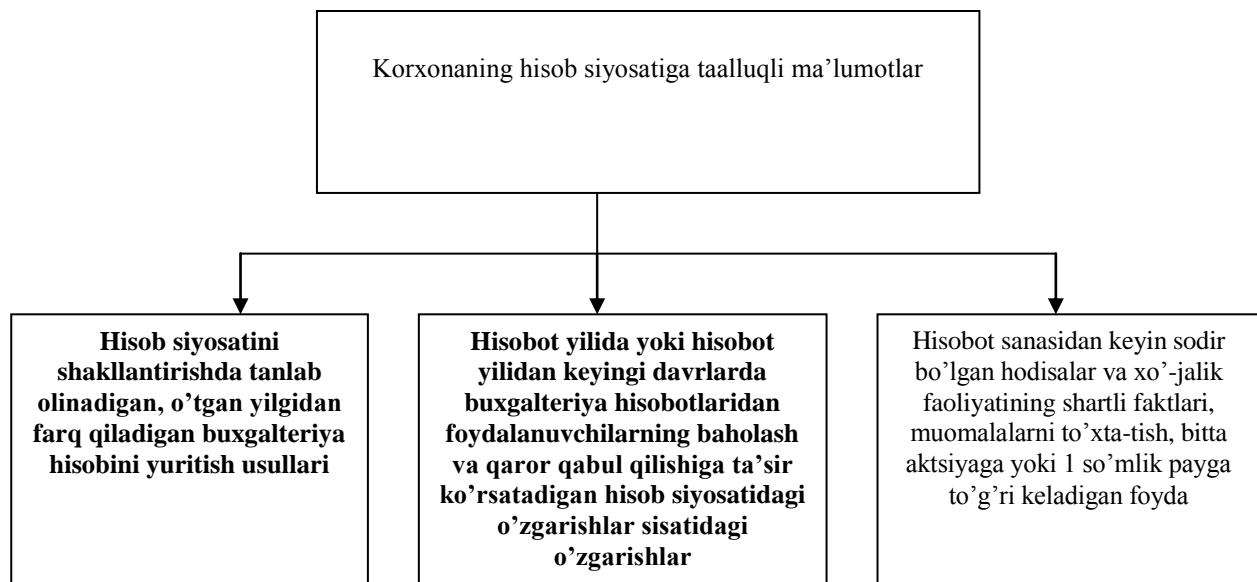 Korxonaning hisob siyosatiga taalluqli ma’lumotlar
Hisob siyosatini
shakllantirishda tanlab
olinadigan, o’tgan yilgidan
farq qiladigan buxgalteriya
hisobini yuritish usullari
Hisobot yilida yoki hisobot
yilidan keyingi davrlarda
buxgalteriya hisobotlaridan
foydalanuvchilarning baholash
va qaror qabul qilishiga ta’sir
ko’rsatadigan hisob siyosatidagi
o’zgarishlar sisatidagi
o’zgarishlar
Hisobot sanasidan keyin sodir
bo’lgan hodisalar va xo’-jalik
faoliyatining shartli faktlari,
muomalalarni to’xta-tish, bitta
aktsiyaga yoki 1 so’mlik payga
to’g’ri keladigan foyda